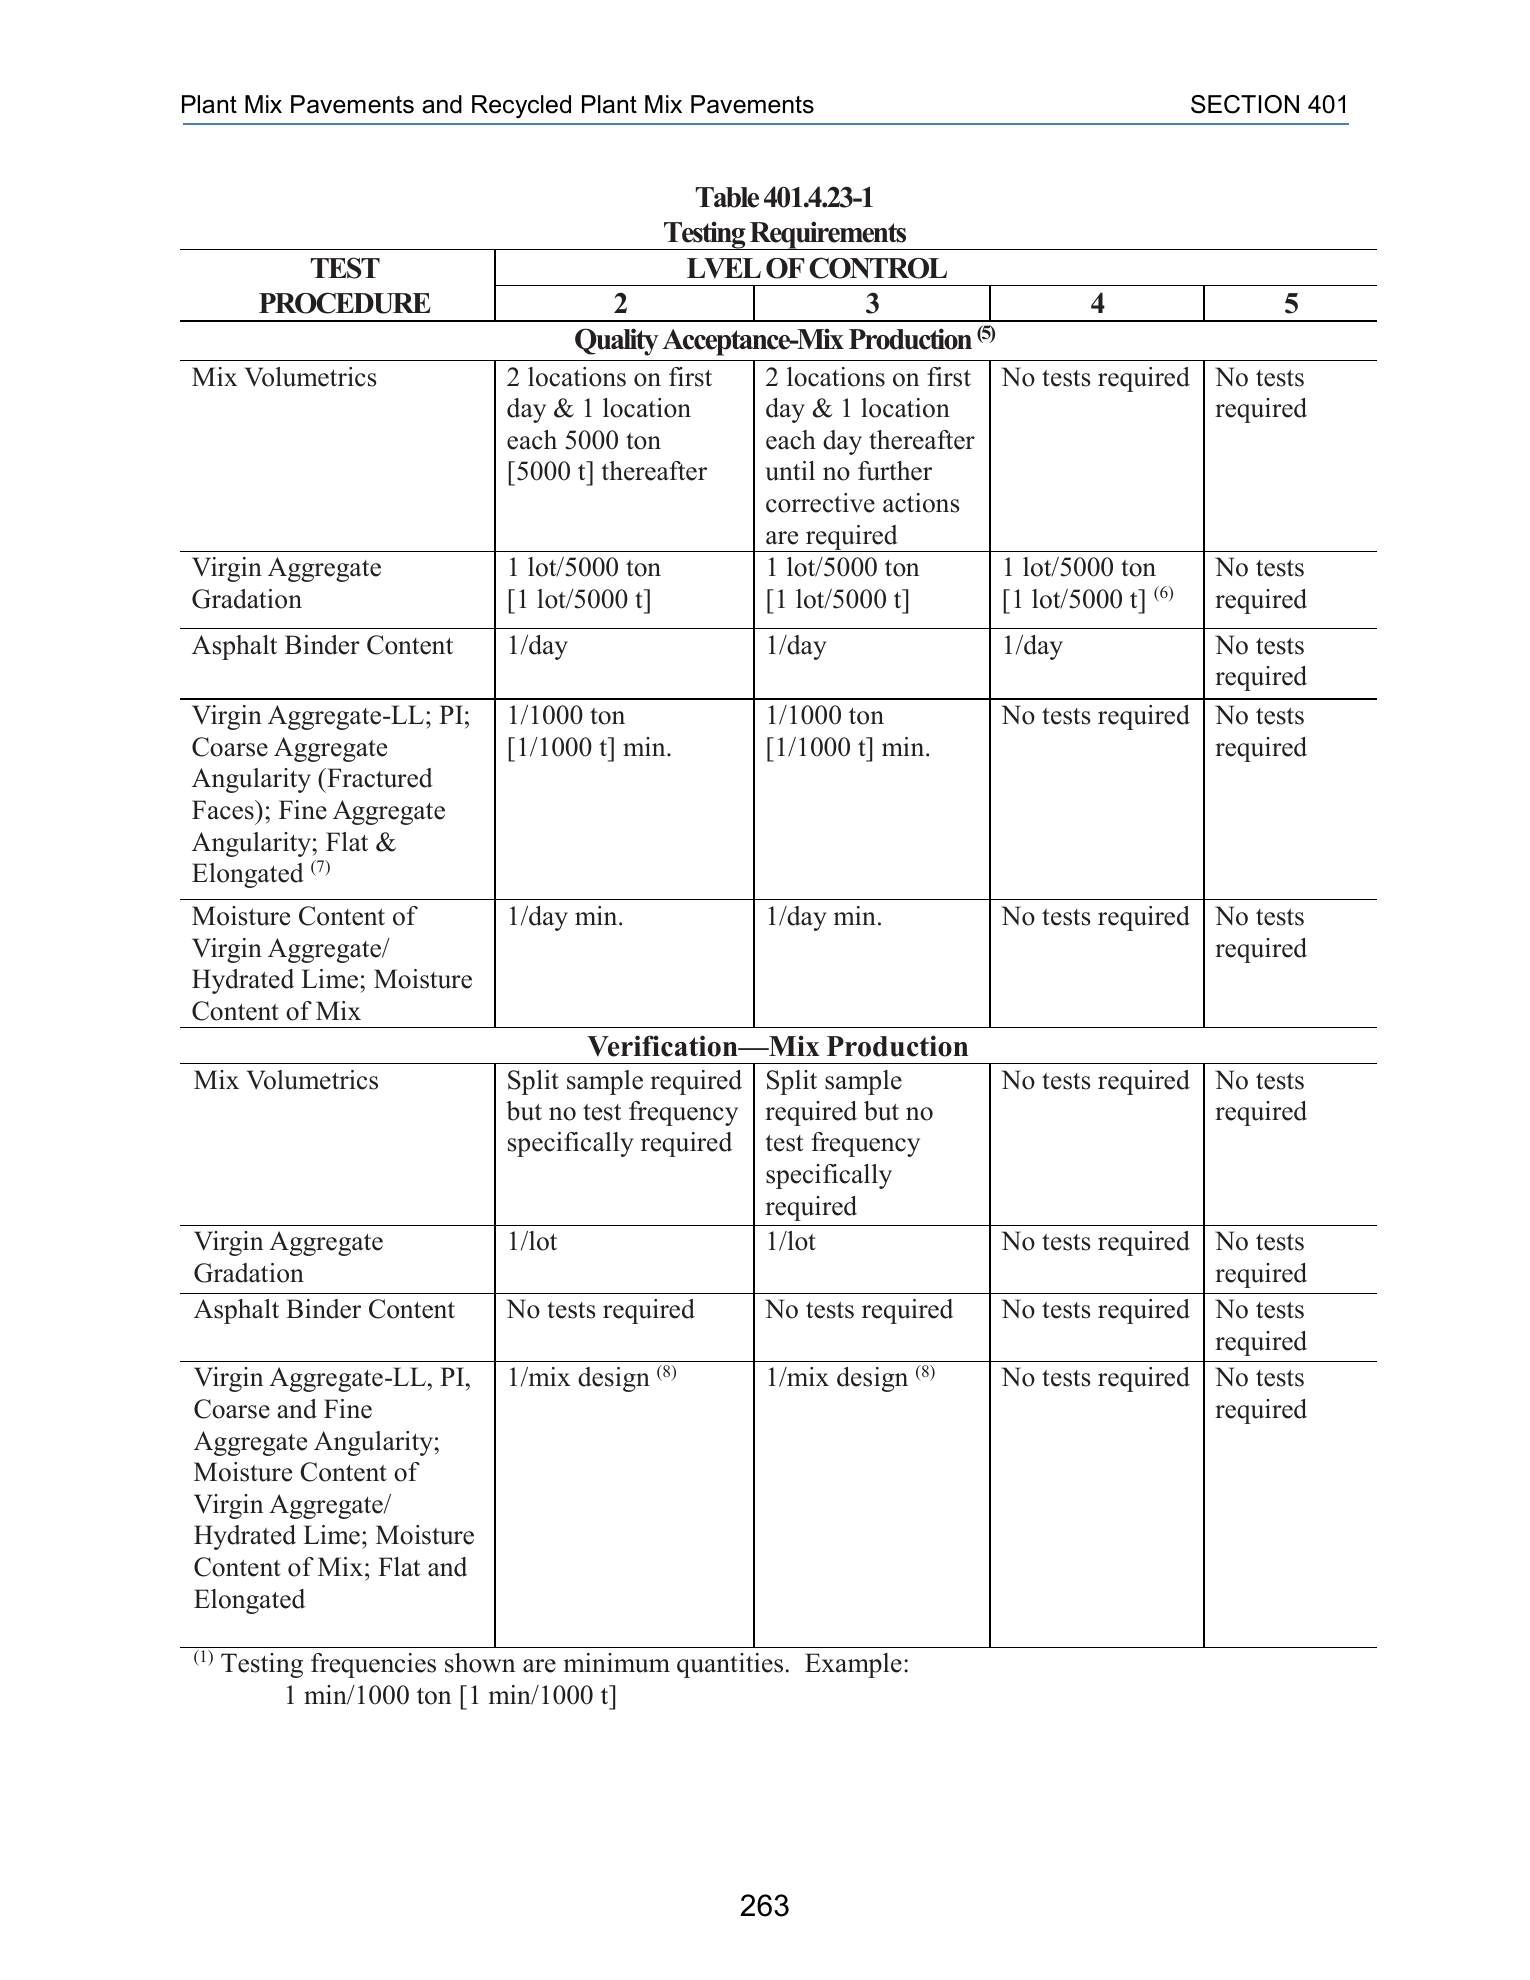 Plant Mix Pavements and Recycled Plant Mix Pavements SECTION 401
Table 401.4.23-1
Testing Requirements
TEST PROCEDURE
LVEL OF CONTROL
2 3 4 5
Quality Acceptance-Mix Production (5)
Mix Volumetrics
2 locations on first
day & 1 location
each 5000 ton
[5000 t] thereafter
2 locations on first
day & 1 location
each day thereafter
until no further
corrective actions
are required
No tests required
No tests
required
Virgin Aggregate
Gradation
1 lot/5000 ton
[1 lot/5000 t]
1 lot/5000 ton
[1 lot/5000 t]
1 lot/5000 ton
[1 lot/5000 t] (6)
No tests
required
Asphalt Binder Content
1/day
1/day
1/day
No tests
required
Virgin Aggregate-LL; PI;
Coarse Aggregate
Angularity (Fractured
Faces); Fine Aggregate
Angularity; Flat &
Elongated (7)
1/1000 ton
[1/1000 t] min.
1/1000 ton
[1/1000 t] min.
No tests required
No tests
required
Moisture Content of
Virgin Aggregate/
Hydrated Lime; Moisture
Content of Mix
1/day min.
1/day min.
No tests required
No tests
required
Verification—Mix Production
Mix Volumetrics
Split sample required
but no test frequency
specifically required
Split sample
required but no
test frequency
specifically
required
No tests required
No tests
required
Virgin Aggregate
Gradation
1/lot
1/lot
No tests required
No tests
required
Asphalt Binder Content
No tests required
No tests required
No tests required
No tests
required
Virgin Aggregate-LL, PI,
Coarse and Fine
Aggregate Angularity;
Moisture Content of
Virgin Aggregate/
Hydrated Lime; Moisture
Content of Mix; Flat and
Elongated
1/mix design (8)
1/mix design (8)
No tests required
No tests
required
(1) Testing frequencies shown are minimum quantities. Example:
1 min/1000 ton [1 min/1000 t]
263